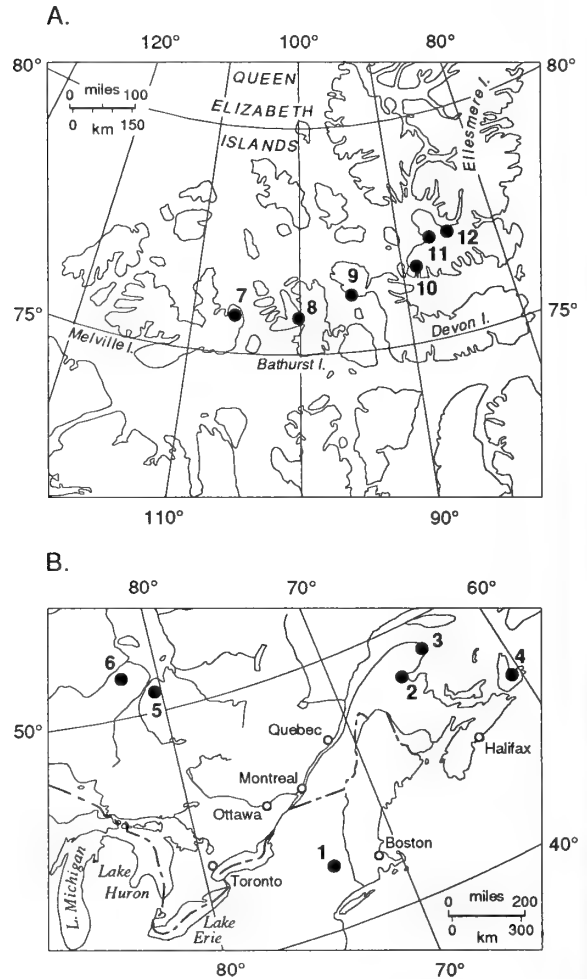 A.
120° 100° 80°
80° 80°
QUEEN
ELIZABETH
ISLANDS
0 miles 100
0 km 150
Ellesmere I.
12
11
10
9
8
7
75° 75°
Melville I.
Bathurst I.
Devon I.
110° 90°
B.
80° 70° 60°
3
4
2
6
5
50°
Quebec
Halifax
Montreal
Ottawa
40°
1
Boston
Toronto
L. Michigan
Lake
Huron
Lake
Erie
0 miles 200
0 km 300
80° 70°